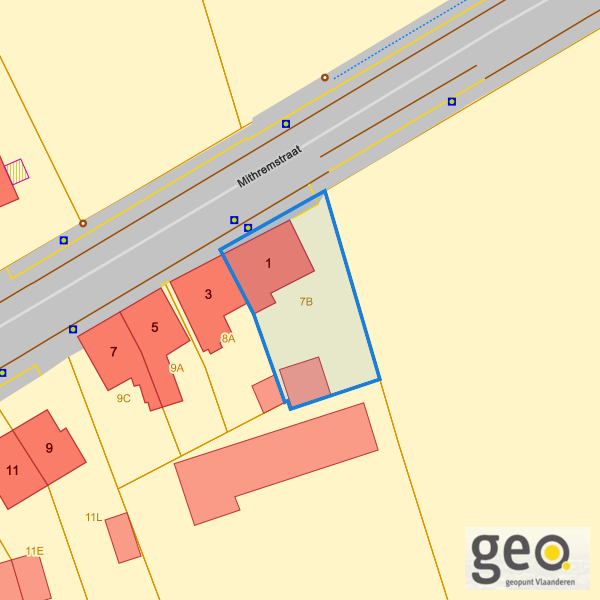 Mithremstraat
1
3
7B
5
8A
7
9A
9C
9
11
11L
11E
geo
geopunt Vlaanderen